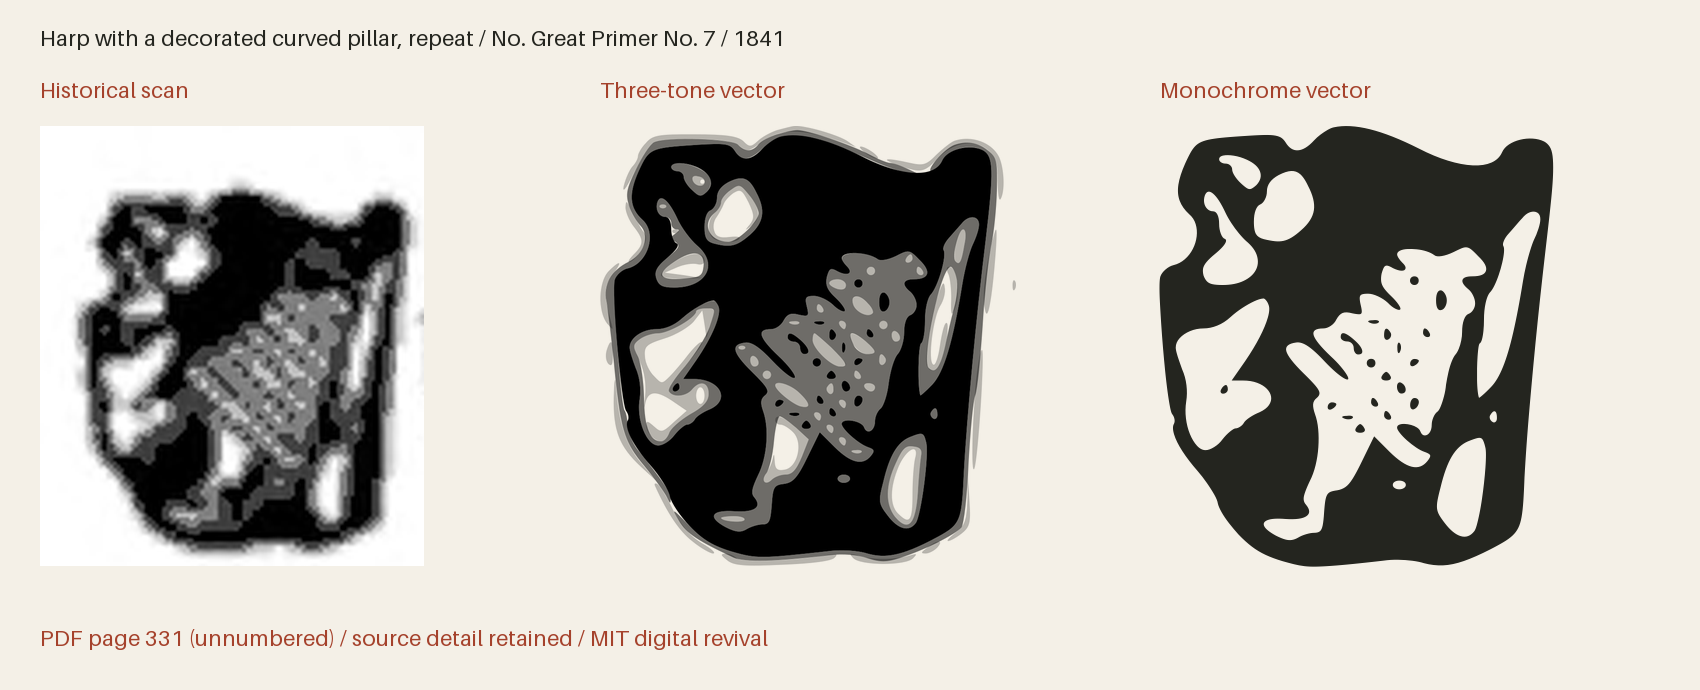 Harp with a decorated curved pillar, repeat / No. Great Primer No. 7 / 1841
Historical scan
Three-tone vector
Monochrome vector
PDF page 331 (unnumbered) / source detail retained / MIT digital revival